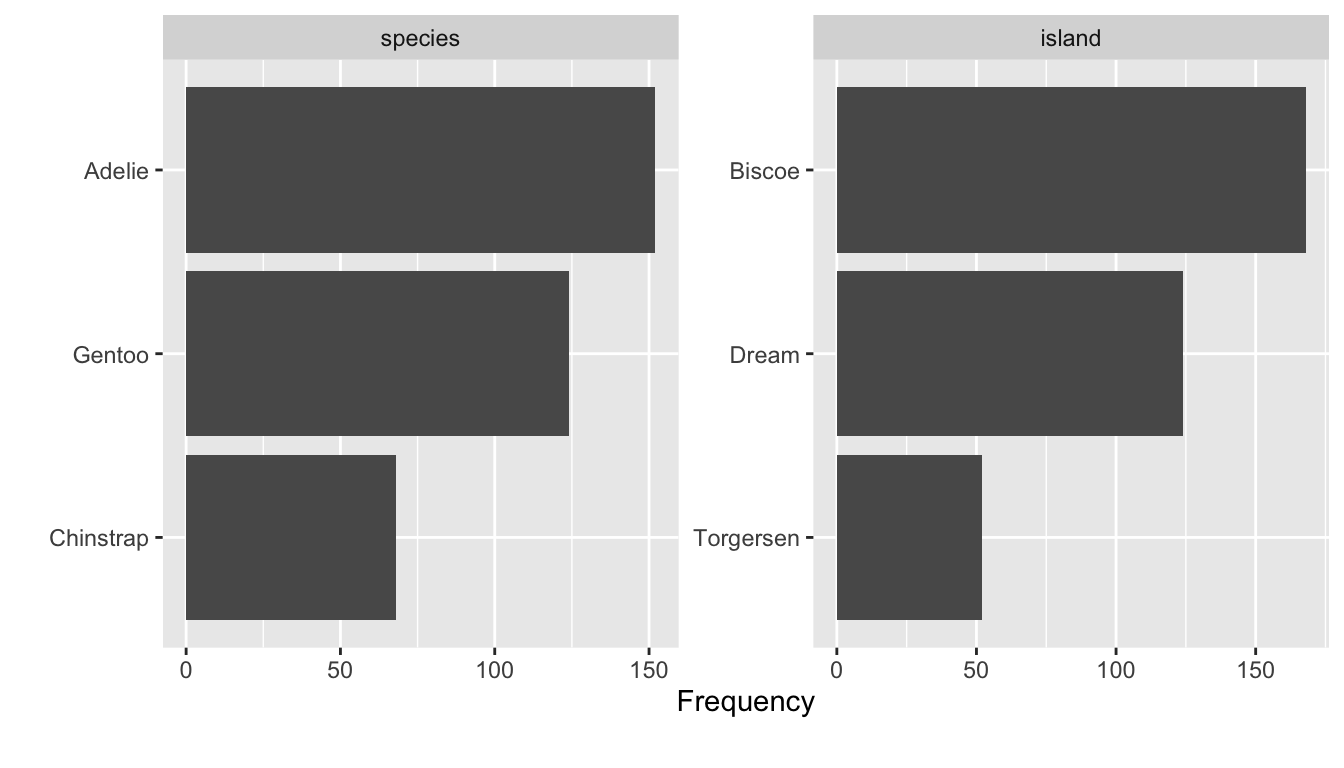 species
island
Adelie
Gentoo
Chinstrap
Biscoe
Dream
Torgersen
0 50 100 150
0 50 100 150
Frequency